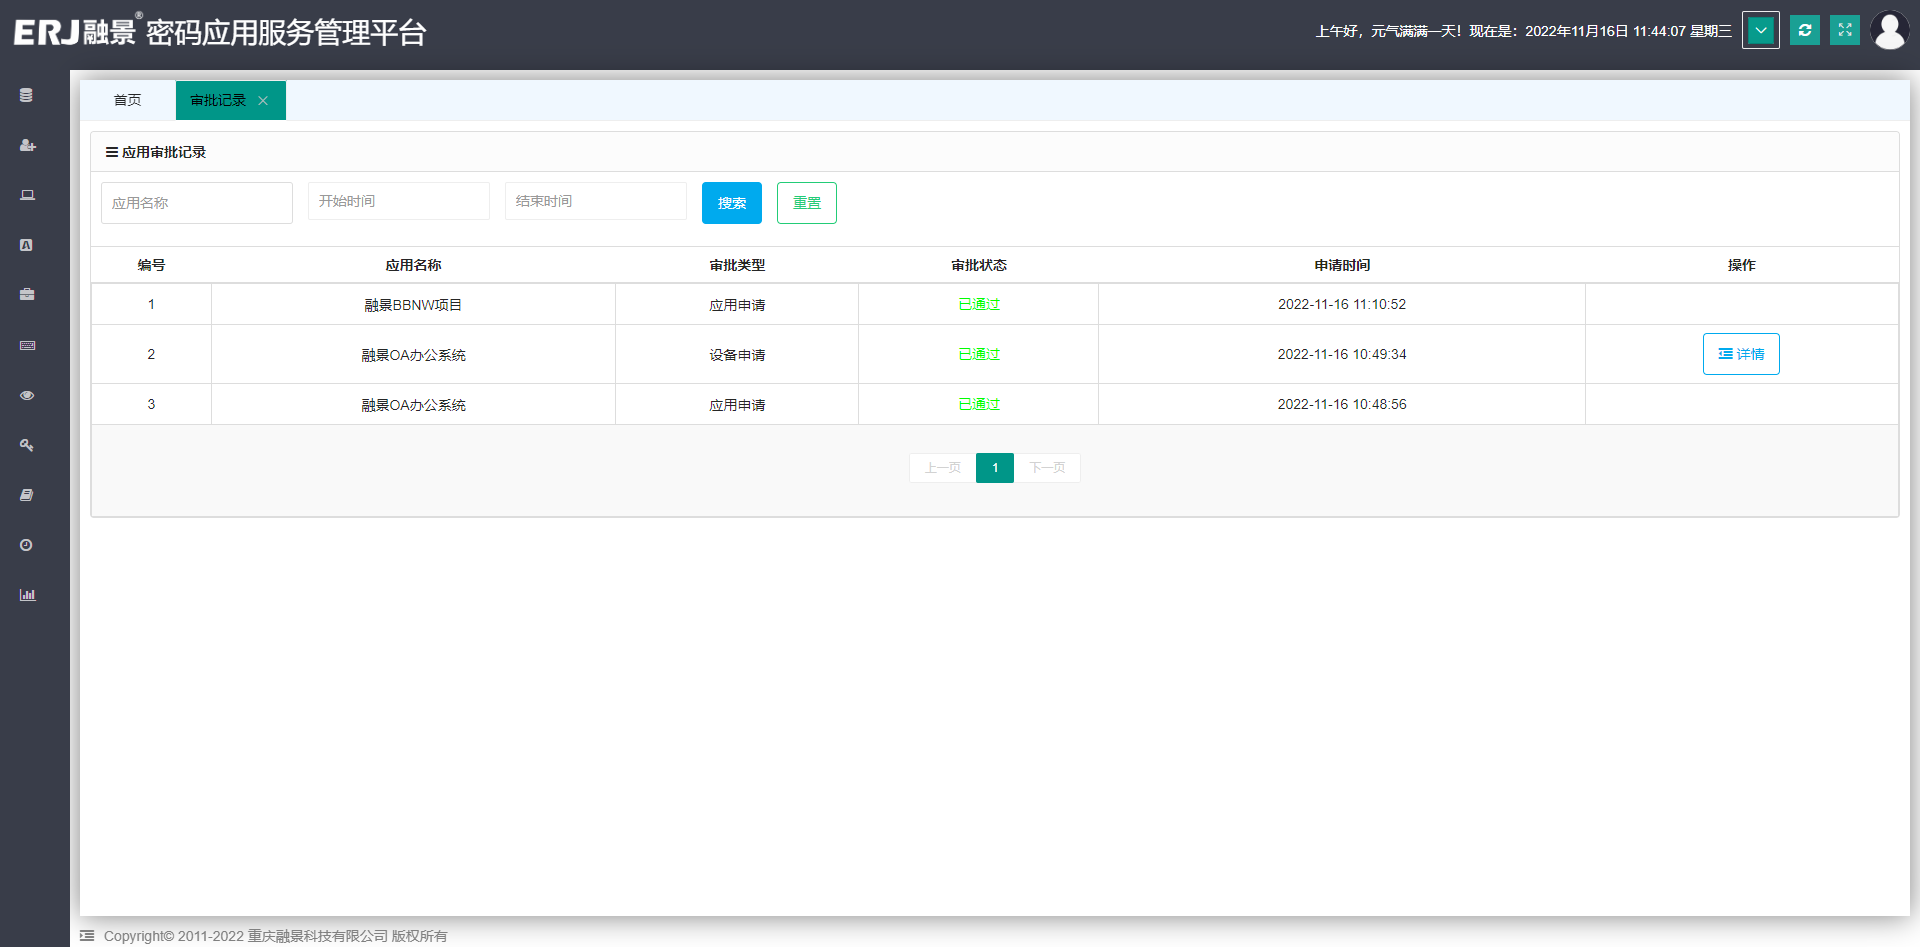 ERJ融景® 密码应用服务管理平台
上午好，元气满满一天！现在是：2022年11月16日 11:44:07 星期三
首页 审批记录
应用审批记录
应用名称 开始时间 结束时间 搜索 重置
编号 应用名称 审批类型 审批状态 申请时间 操作
1 融景BBNW项目 应用申请 已通过 2022-11-16 11:10:52
2 融景OA办公系统 设备申请 已通过 2022-11-16 10:49:34 详情
3 融景OA办公系统 应用申请 已通过 2022-11-16 10:48:56
上一页 1 下一页
Copyright© 2011-2022 重庆融景科技有限公司 版权所有